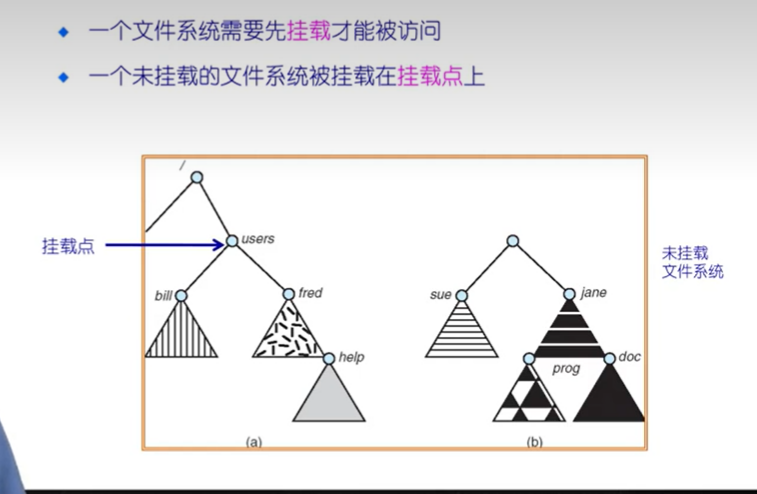 一个文件系统需要先挂载才能被访问
一个未挂载的文件系统被挂载在挂载点上
/
挂载点
users
未挂载
文件系统
bill
fred
sue
jane
help
prog
doc
(a)
(b)